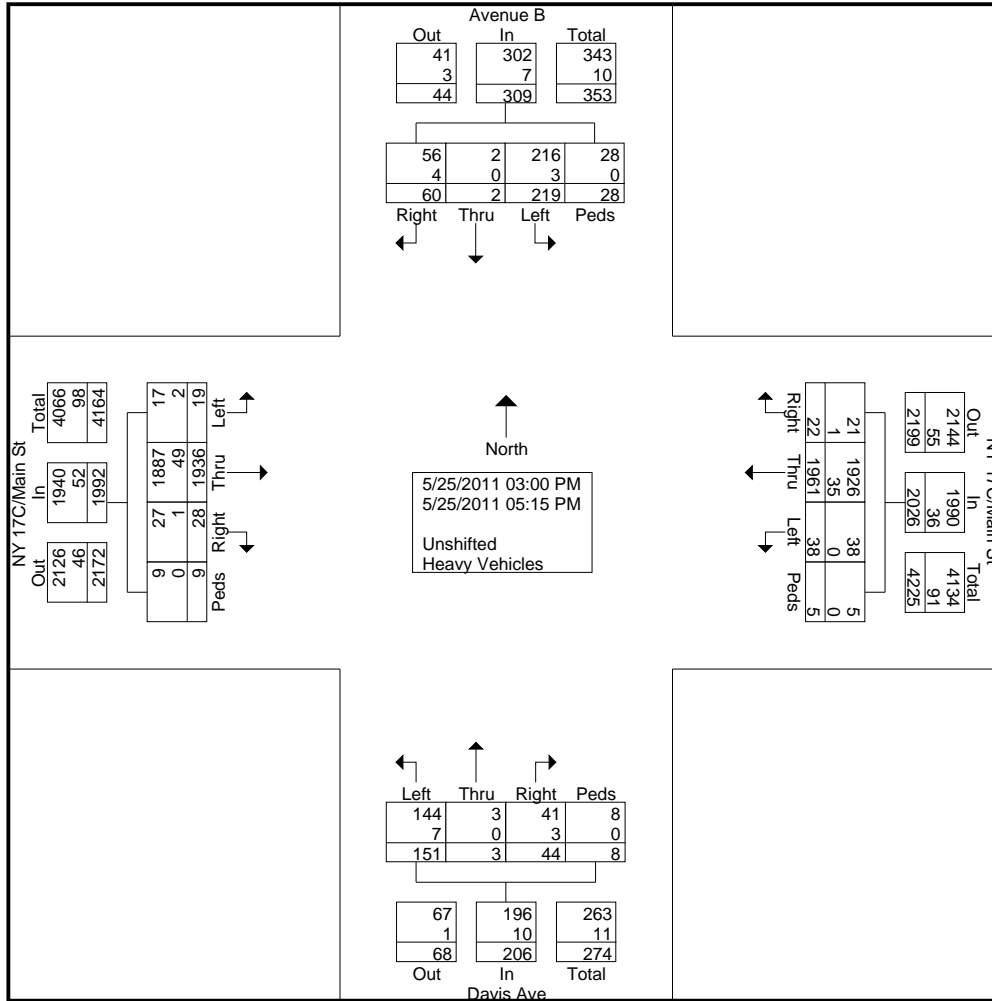 Avenue B
Out In Total
41 302 343
3 7 10
44 309 353
56 2 216 28
4 0 3 0
60 2 219 28
Right Thru Left Peds
NY 17C/Main St
Total In Out
4066 1940 2126
98 52 46
4164 1992 2172
17 1887 27 9
2 49 1 0
19 1936 28 9
Left Thru Right Peds
North
5/25/2011 03:00 PM
5/25/2011 05:15 PM
Unshifted
Heavy Vehicles
NY 17C/Main St
Out In Total
2144 1990 4134
55 36 91
2199 2026 4225
21 1926 38 5
1 35 0 0
22 1961 38 5
Right Thru Left Peds
Left Thru Right Peds
144 3 41 8
7 0 3 0
151 3 44 8
67 196 263
1 10 11
68 206 274
Out In Total
Davis Ave